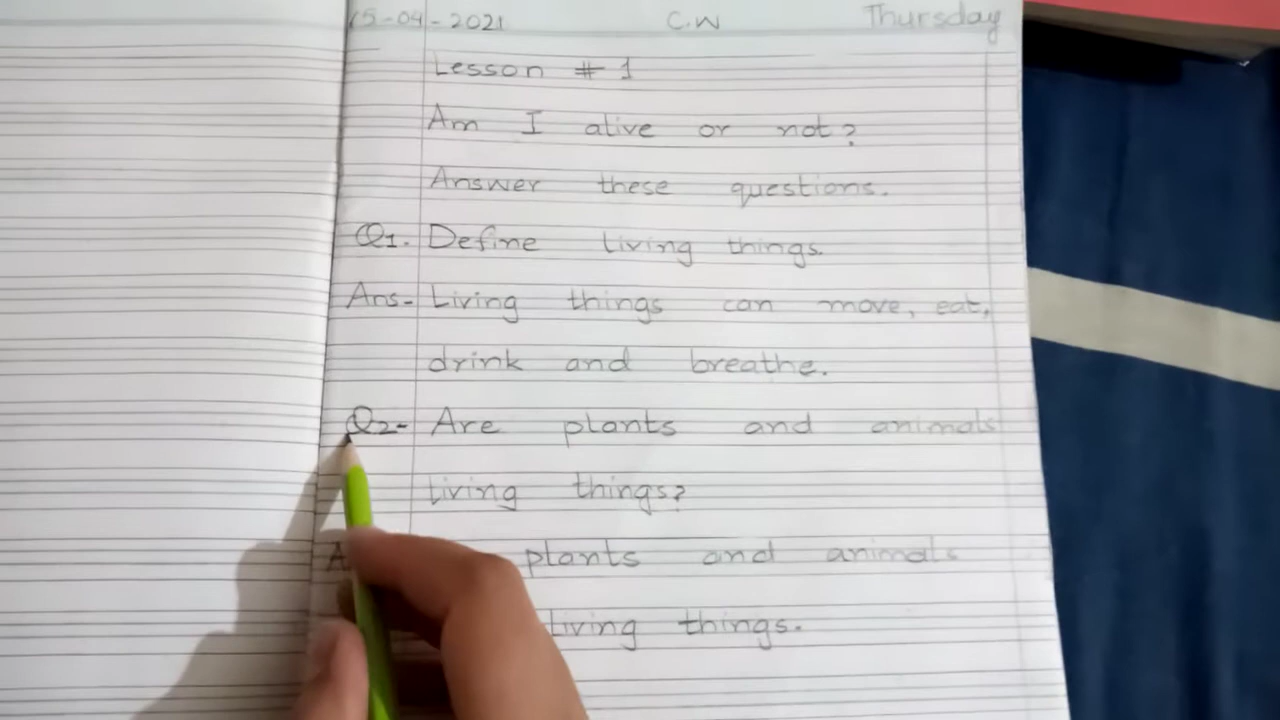 15-04-2021 C.W Thursday
Lesson # 1
Am I alive or not?
Answer these questions.
Q1. Define living things.
Ans- Living things can move, eat,
drink and breathe.
Q2- Are plants and animals
living things?
plants and animals
living things.